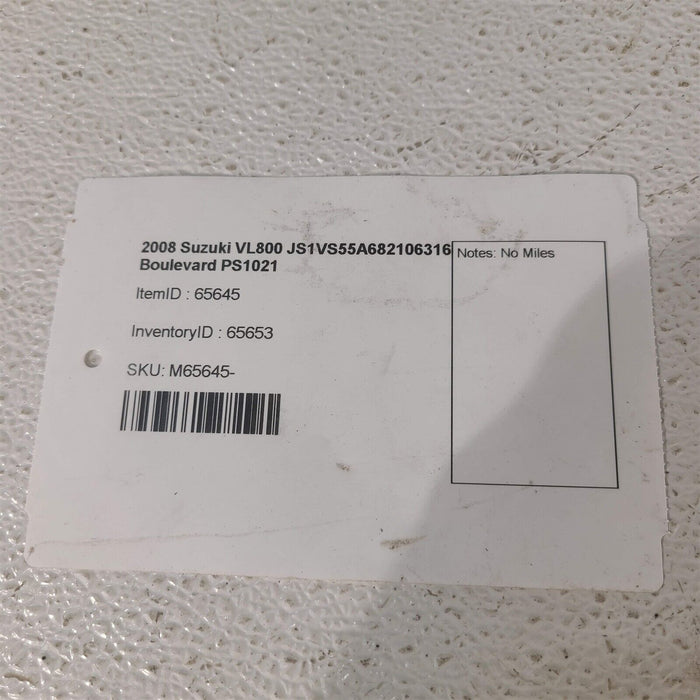 2008 Suzuki VL800 JS1VS55A682106316
Boulevard PS1021
ItemID : 65645
InventoryID : 65653
SKU: M65645-
Notes: No Miles